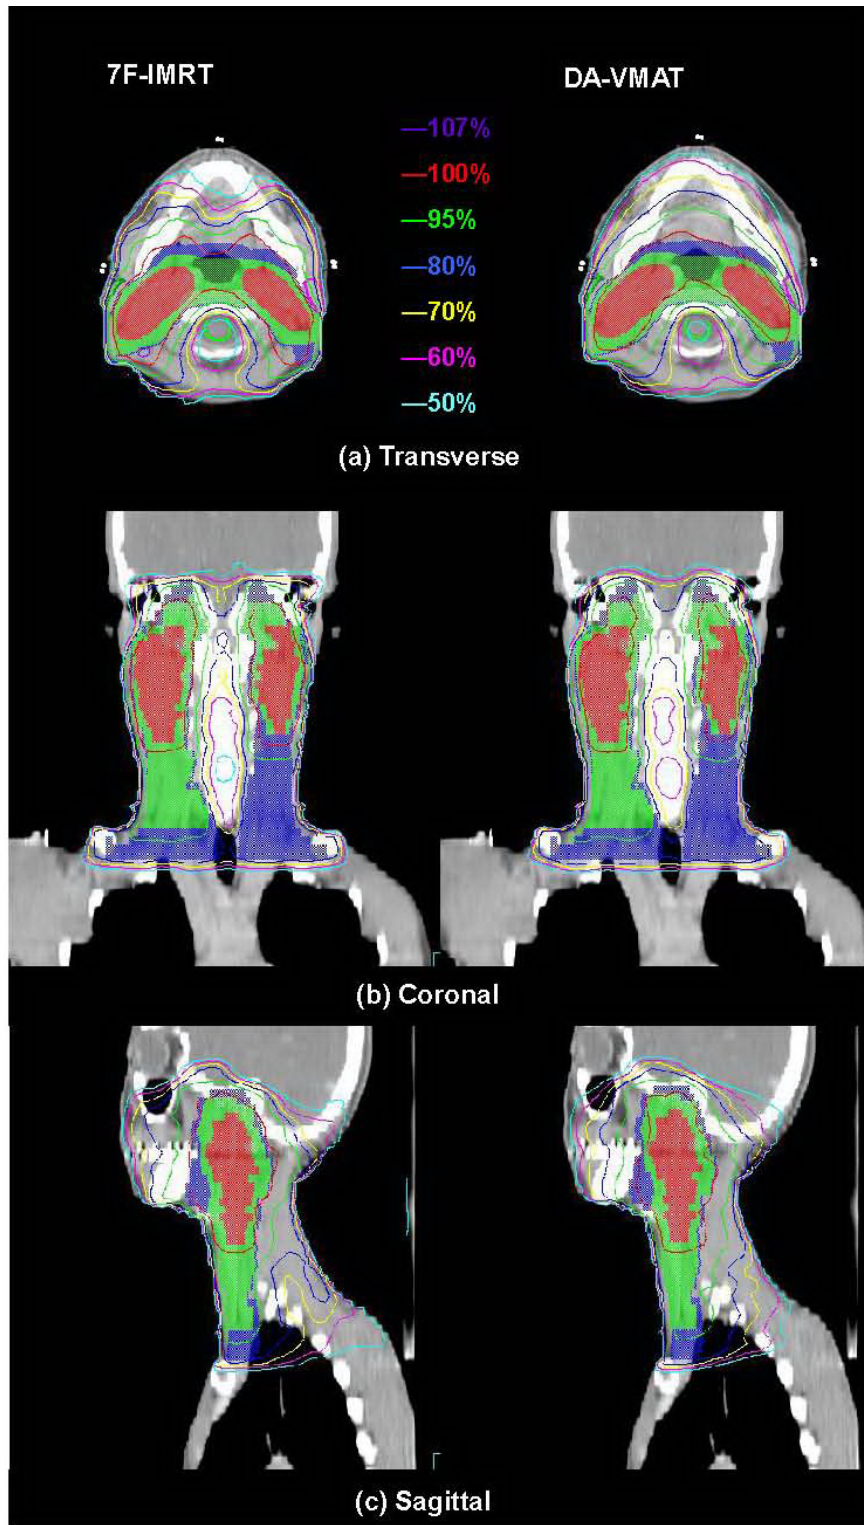 7F-IMRT
DA-VMAT
—107%
—100%
—95%
—80%
—70%
—60%
—50%
(a) Transverse
(b) Coronal
(c) Sagittal